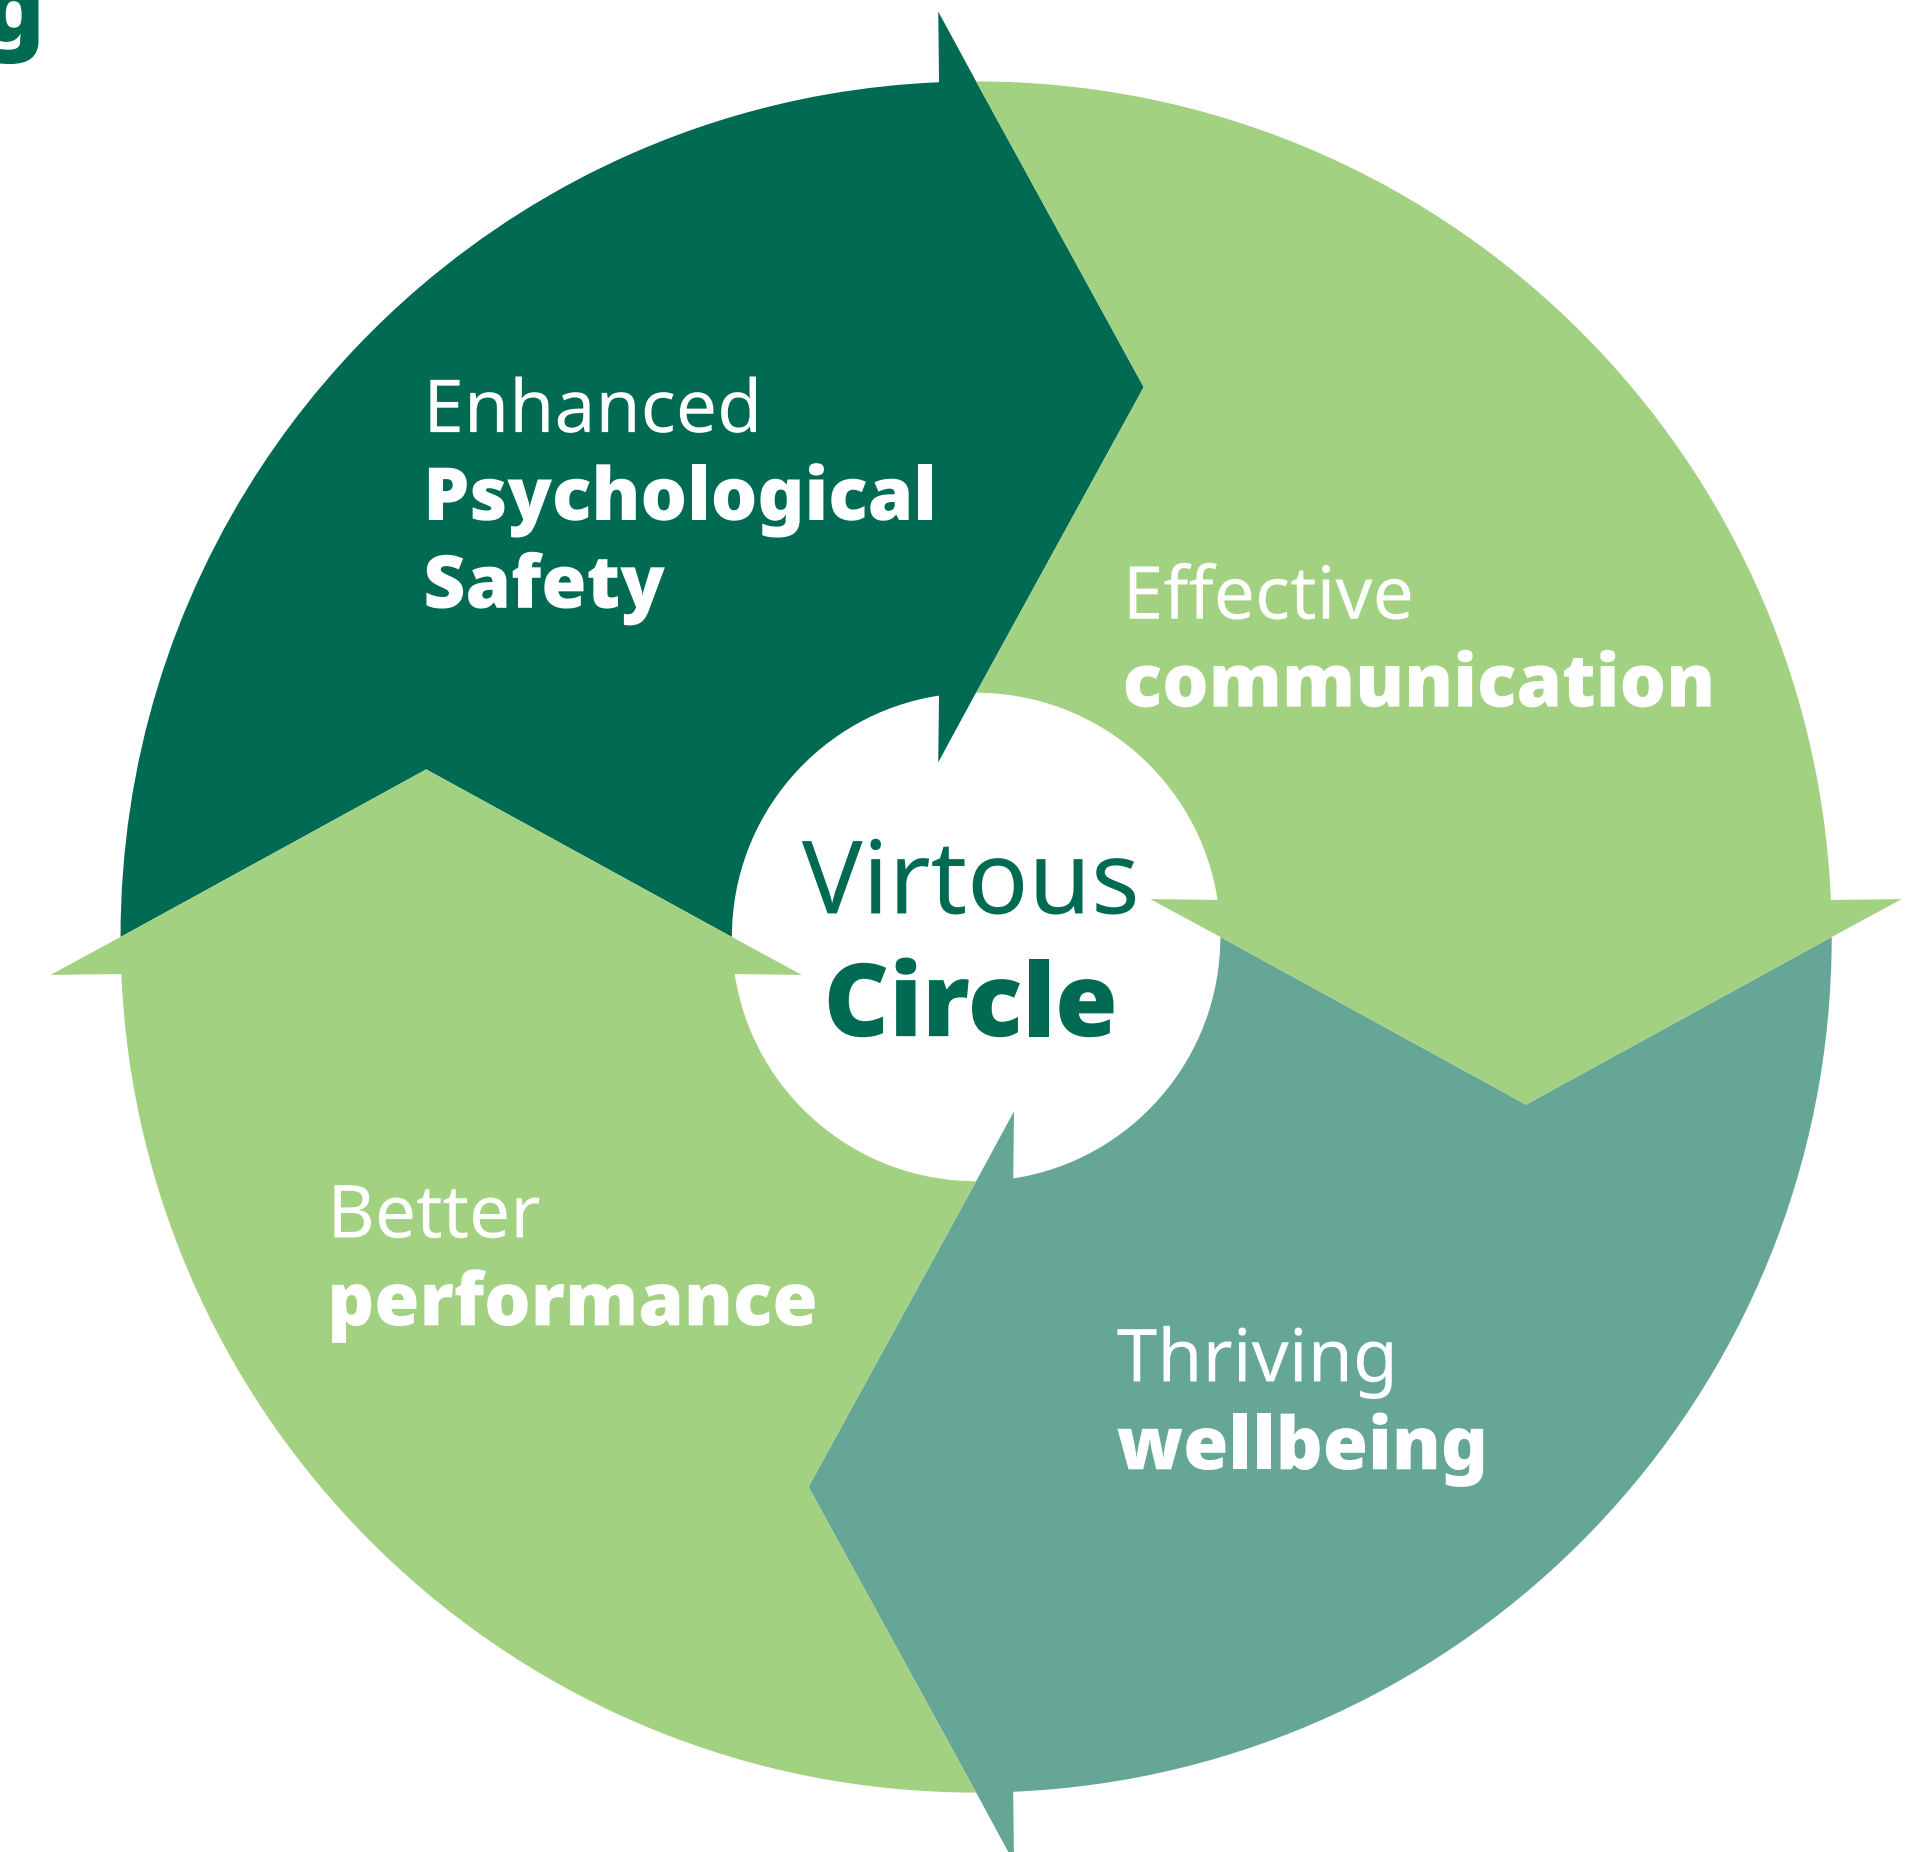 g
Enhanced
Psychological
Safety
Effective
communication
Virtous
Circle
Better
performance
Thriving
wellbeing